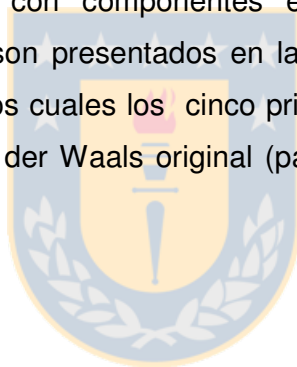 con componentes
son presentados en la
os cuales los cinco pri
der Waals original (pa